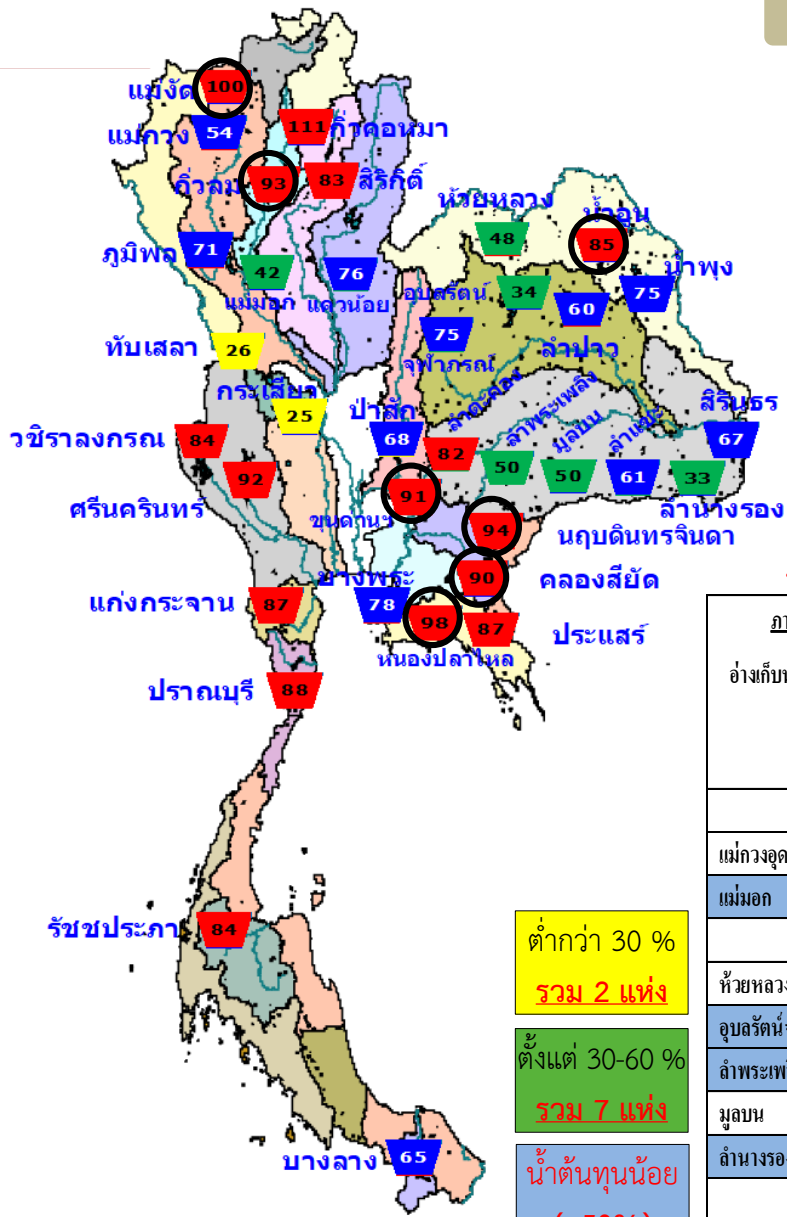 แม่งัด 100
แม่กวง 54
111 กิ่วคอหมา
กิ่วลม 93
83 สิริกิติ์
ห้วยหลวง 48
น้ำอูน 85
ภูมิพล 71
42 แม่มอก
76 แควน้อย
อุบลรัตน์ 34
60 ลำปาว
75 น้ำพุง
75 จุฬาภรณ์
ทับเสลา 26
กระเสียว 25
ป่าสัก 68
ลำตะคอง 82
ลำพระเพลิง 50
มูลบน 50
ลำแชะ 61
สิรินธร 67
33 ลำนางรอง
วชิราลงกรณ 84
ศรีนครินทร์ 92
91 ขุนด่านฯ
94 นฤบดินทรจินดา
90 คลองสียัด
บางพระ 78
98 หนองปลาไหล
87 ประแสร์
แก่งกระจาน 87
ปราณบุรี 88
รัชชประภา 84
บางลาง 65
ต่ำกว่า 30 %
รวม 2 แห่ง
ตั้งแต่ 30-60 %
รวม 7 แห่ง
น้ำต้นทุนน้อย
แม่กวงอุด
แม่มอก
ห้วยหลวง
อุบลรัตน์
ลำพระเพ
มูลบน
ลำนางรอง